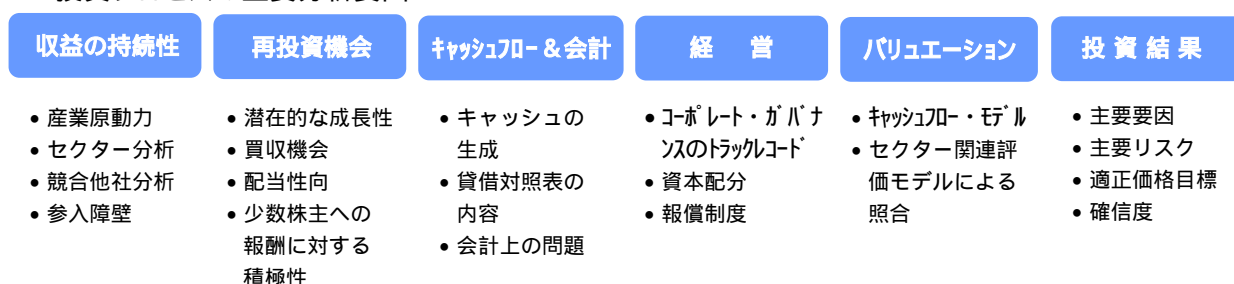 収益の持続性
• 産業原動力
• セクター分析
• 競合他社分析
• 参入障壁
再投資機会
• 潜在的な成長性
• 買収機会
• 配当性向
• 少数株主への
報酬に対する
積極性
ｷｬｯｼｭﾌﾛｰ＆会計
• キャッシュの
生成
• 貸借対照表の
内容
• 会計上の問題
経　営
• ｺｰﾎﾟﾚｰﾄ・ｶﾞﾊﾞﾅ
ﾝｽのﾄﾗｯｸﾚｺｰﾄﾞ
• 資本配分
• 報償制度
バリュエーション
• ｷｬｯｼｭﾌﾛｰ・ﾓﾃﾞﾙ
• セクター関連評
価モデルによる
照合
投 資 結 果
• 主要要因
• 主要リスク
• 適正価格目標
• 確信度